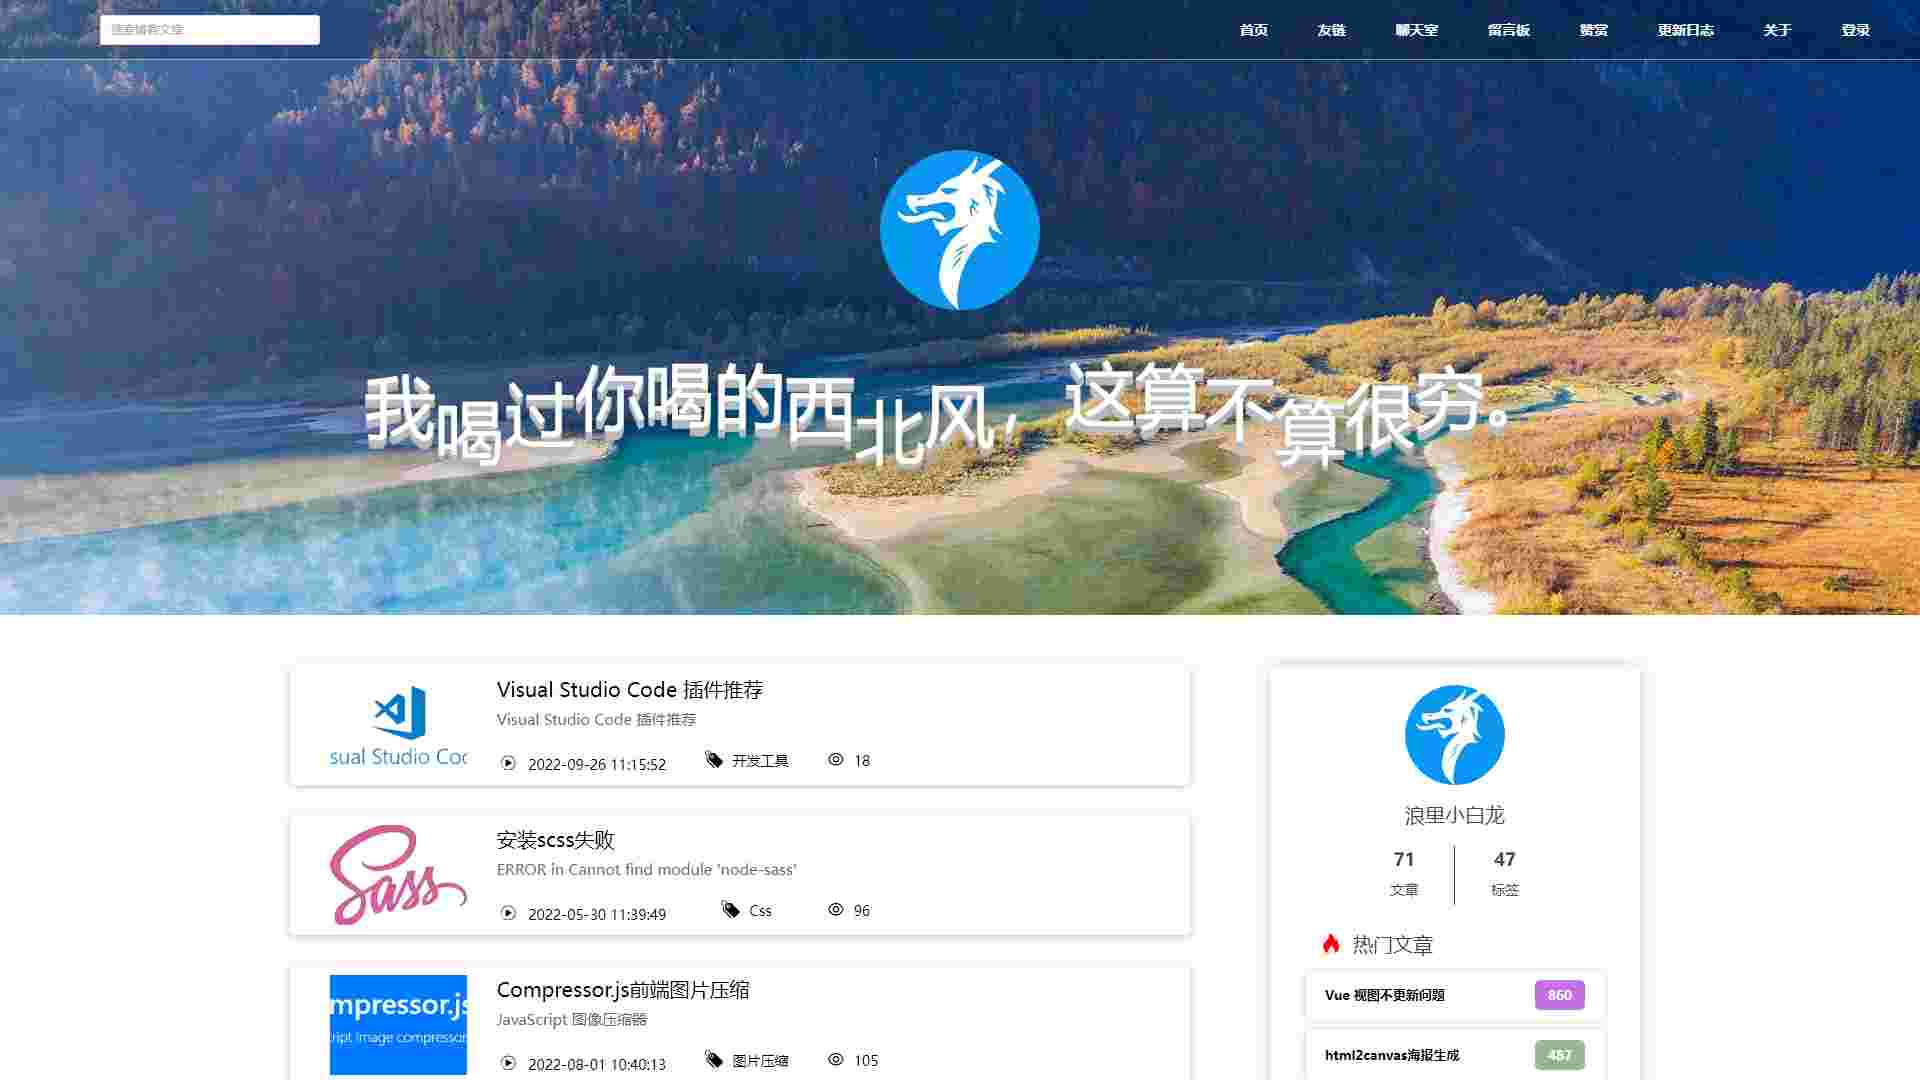 搜索博客文章
首页 友链 聊天室 留言板 赞赏 更新日志 关于 登录
我喝过你喝的西北风，这算不算很穷。
sual Studio Coc
Visual Studio Code 插件推荐
Visual Studio Code 插件推荐
2022-09-26 11:15:52 开发工具 18
Sass
安装scss失败
ERROR in Cannot find module 'node-sass'
2022-05-30 11:39:49 Css 96
mpressor.js
ript image compressor
Compressor.js前端图片压缩
JavaScript 图像压缩器
2022-08-01 10:40:13 图片压缩 105
浪里小白龙
71 47
文章 标签
热门文章
Vue 视图不更新问题 860
html2canvas海报生成 487